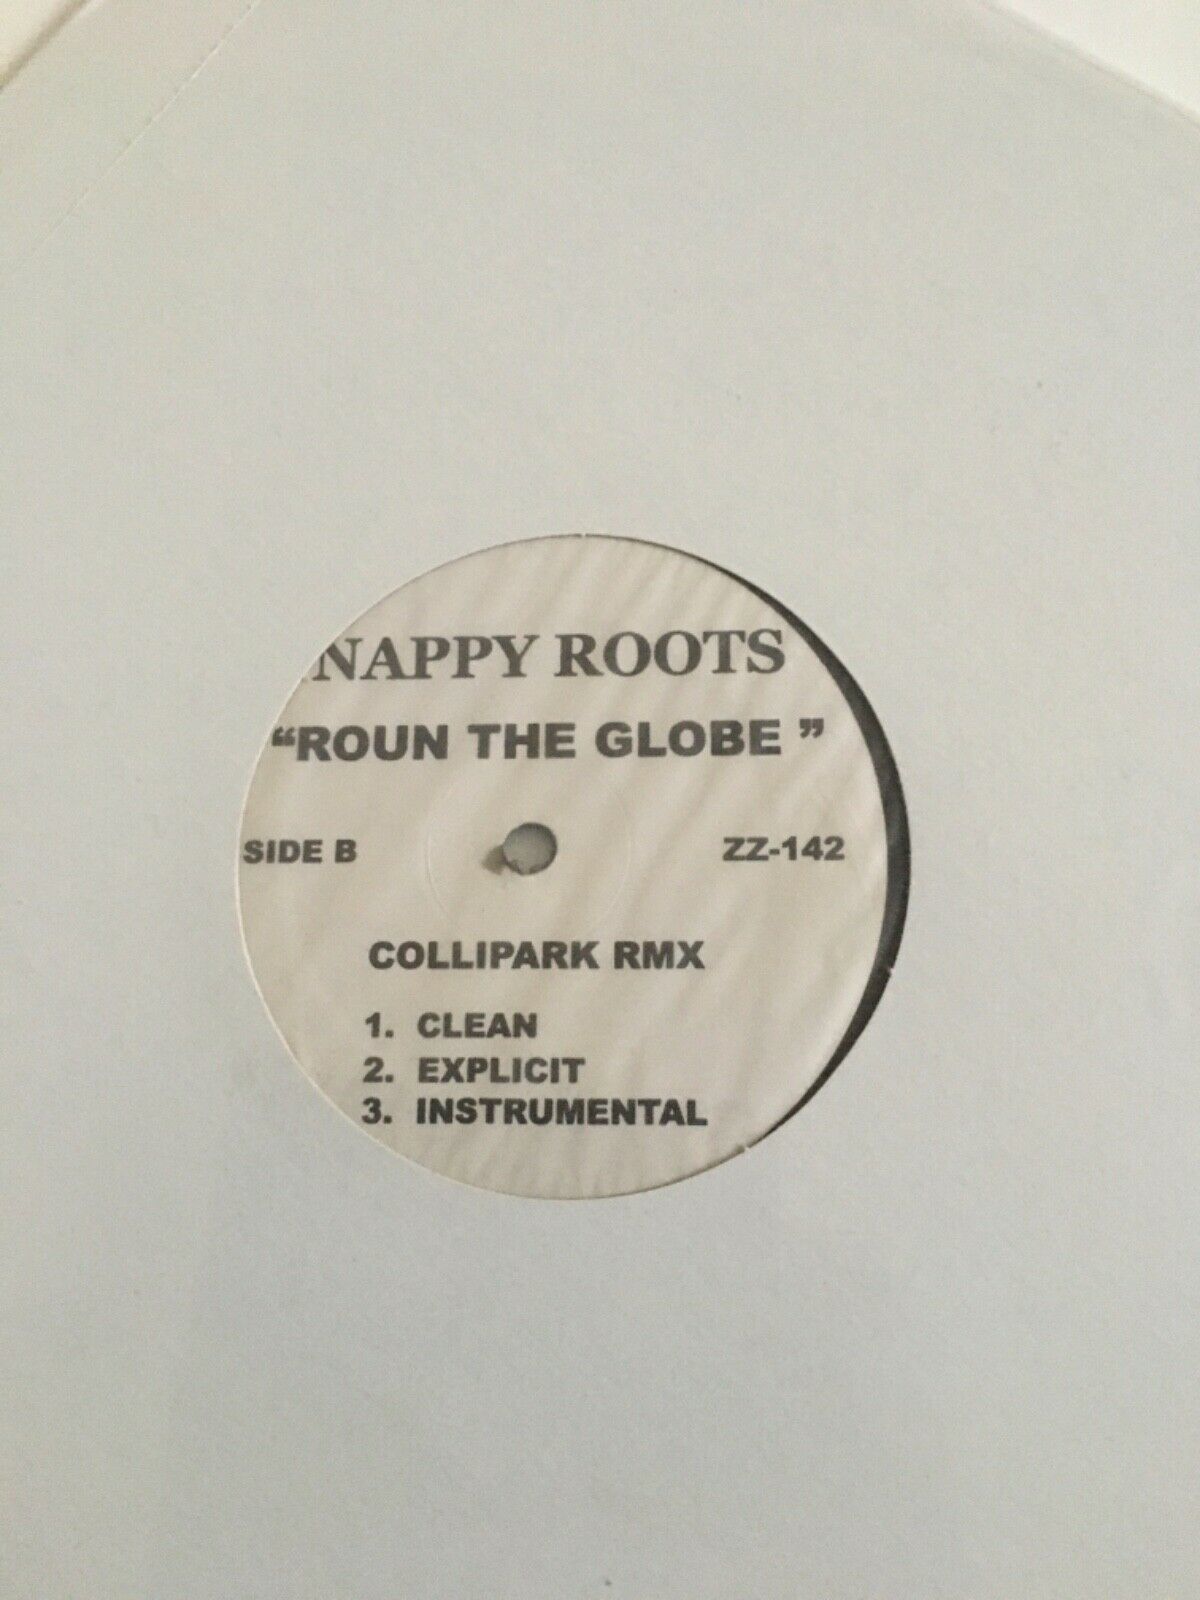 NAPPY ROOTS
“ROUN THE GLOBE ”
SIDE B
ZZ-142
COLLIPARK RMX
1. CLEAN
2. EXPLICIT
3. INSTRUMENTAL